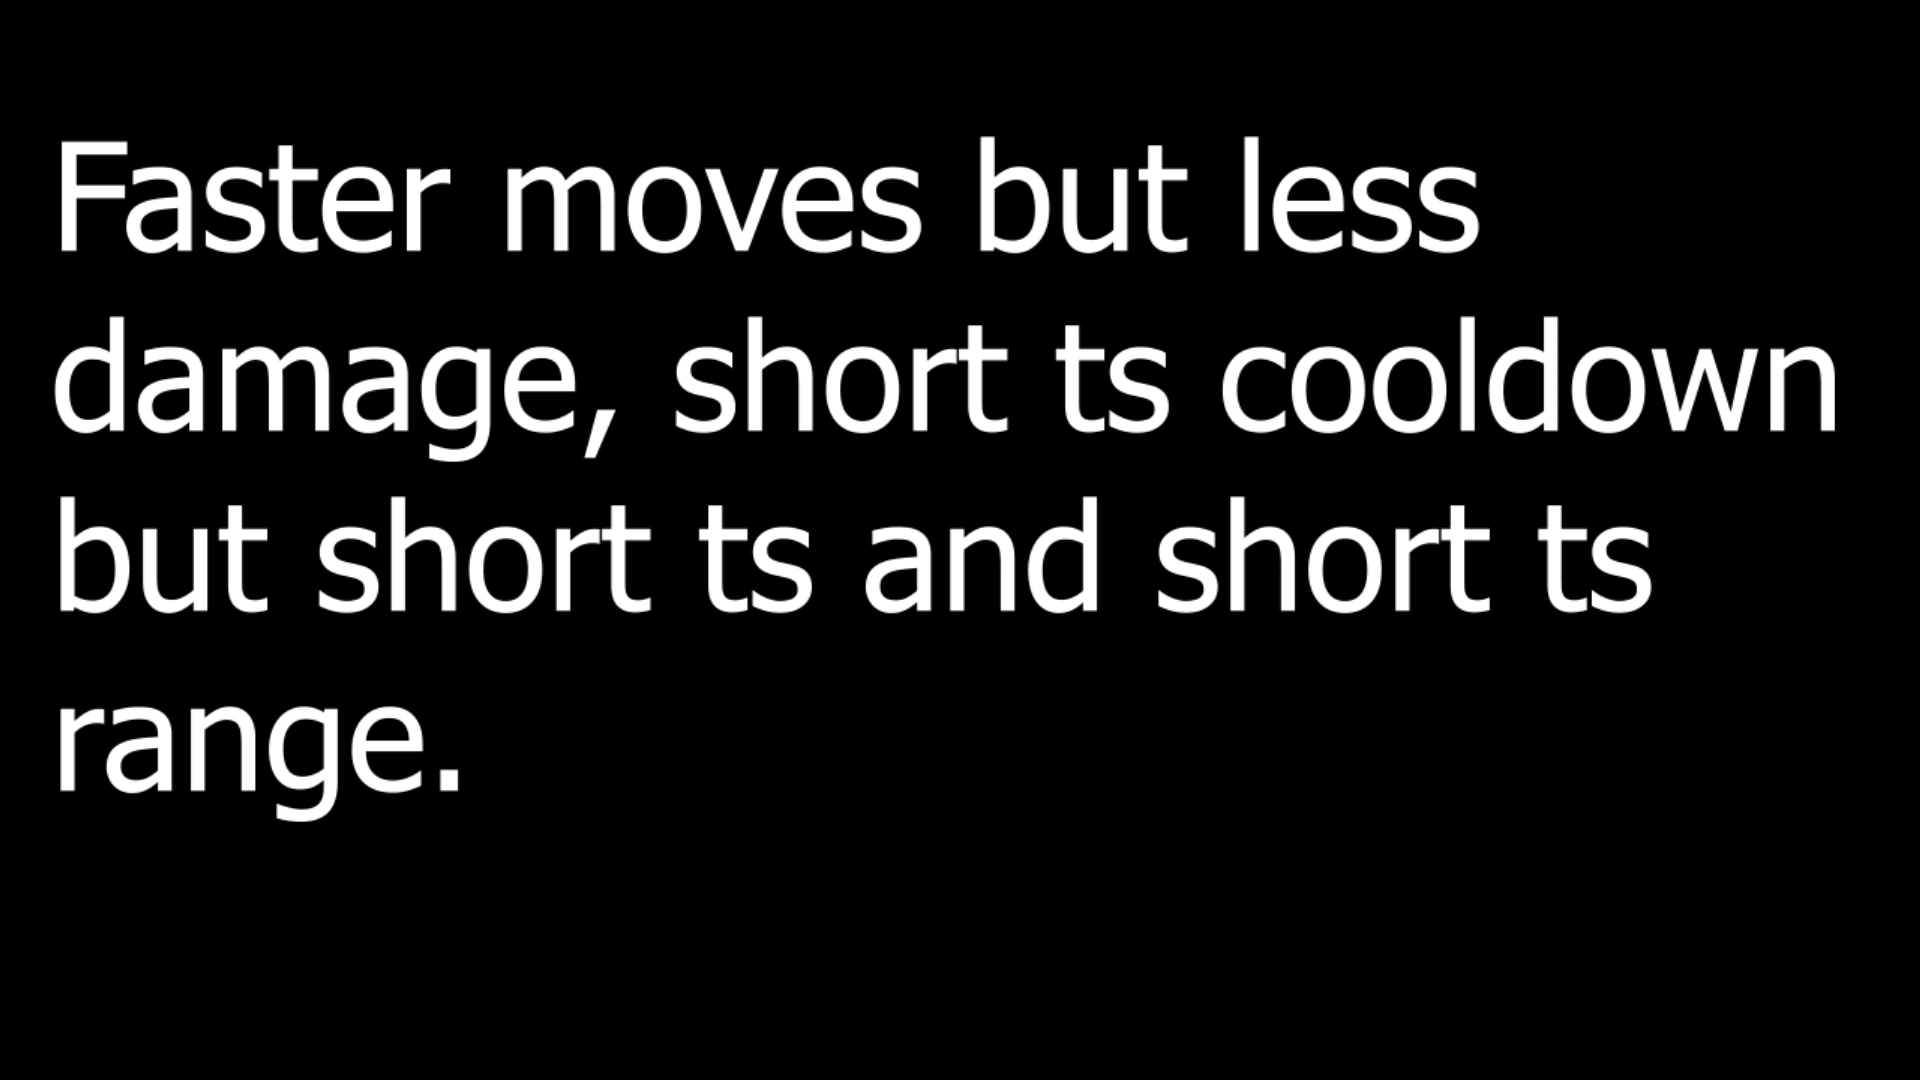 Faster moves but less
damage, short ts cooldown
but short ts and short ts
range.